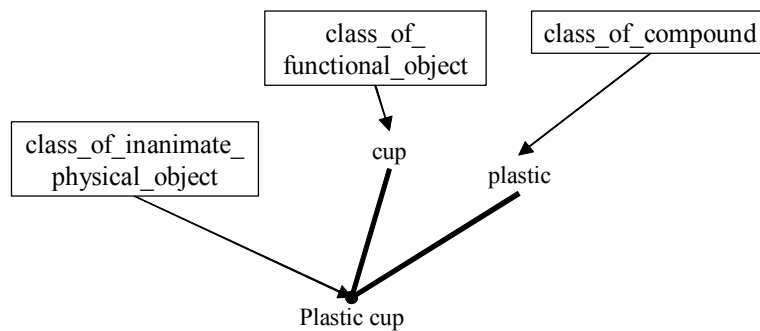 class_of_
functional_object
class_of_compound
class_of_inanimate_
physical_object
cup
plastic
Plastic cup